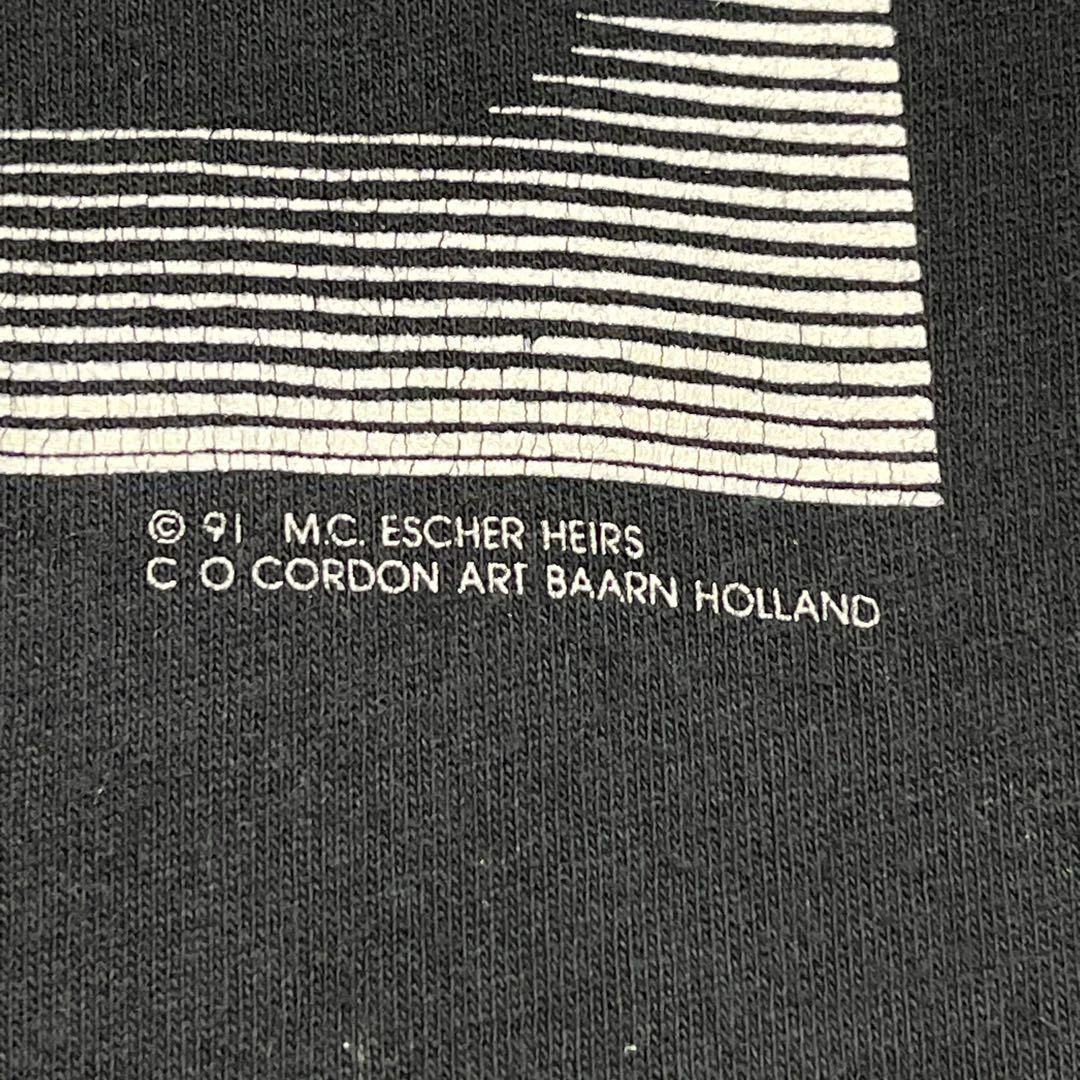 © 91 M.C. ESCHER HEIRS
C O CORDON ART BAARN HOLLAND